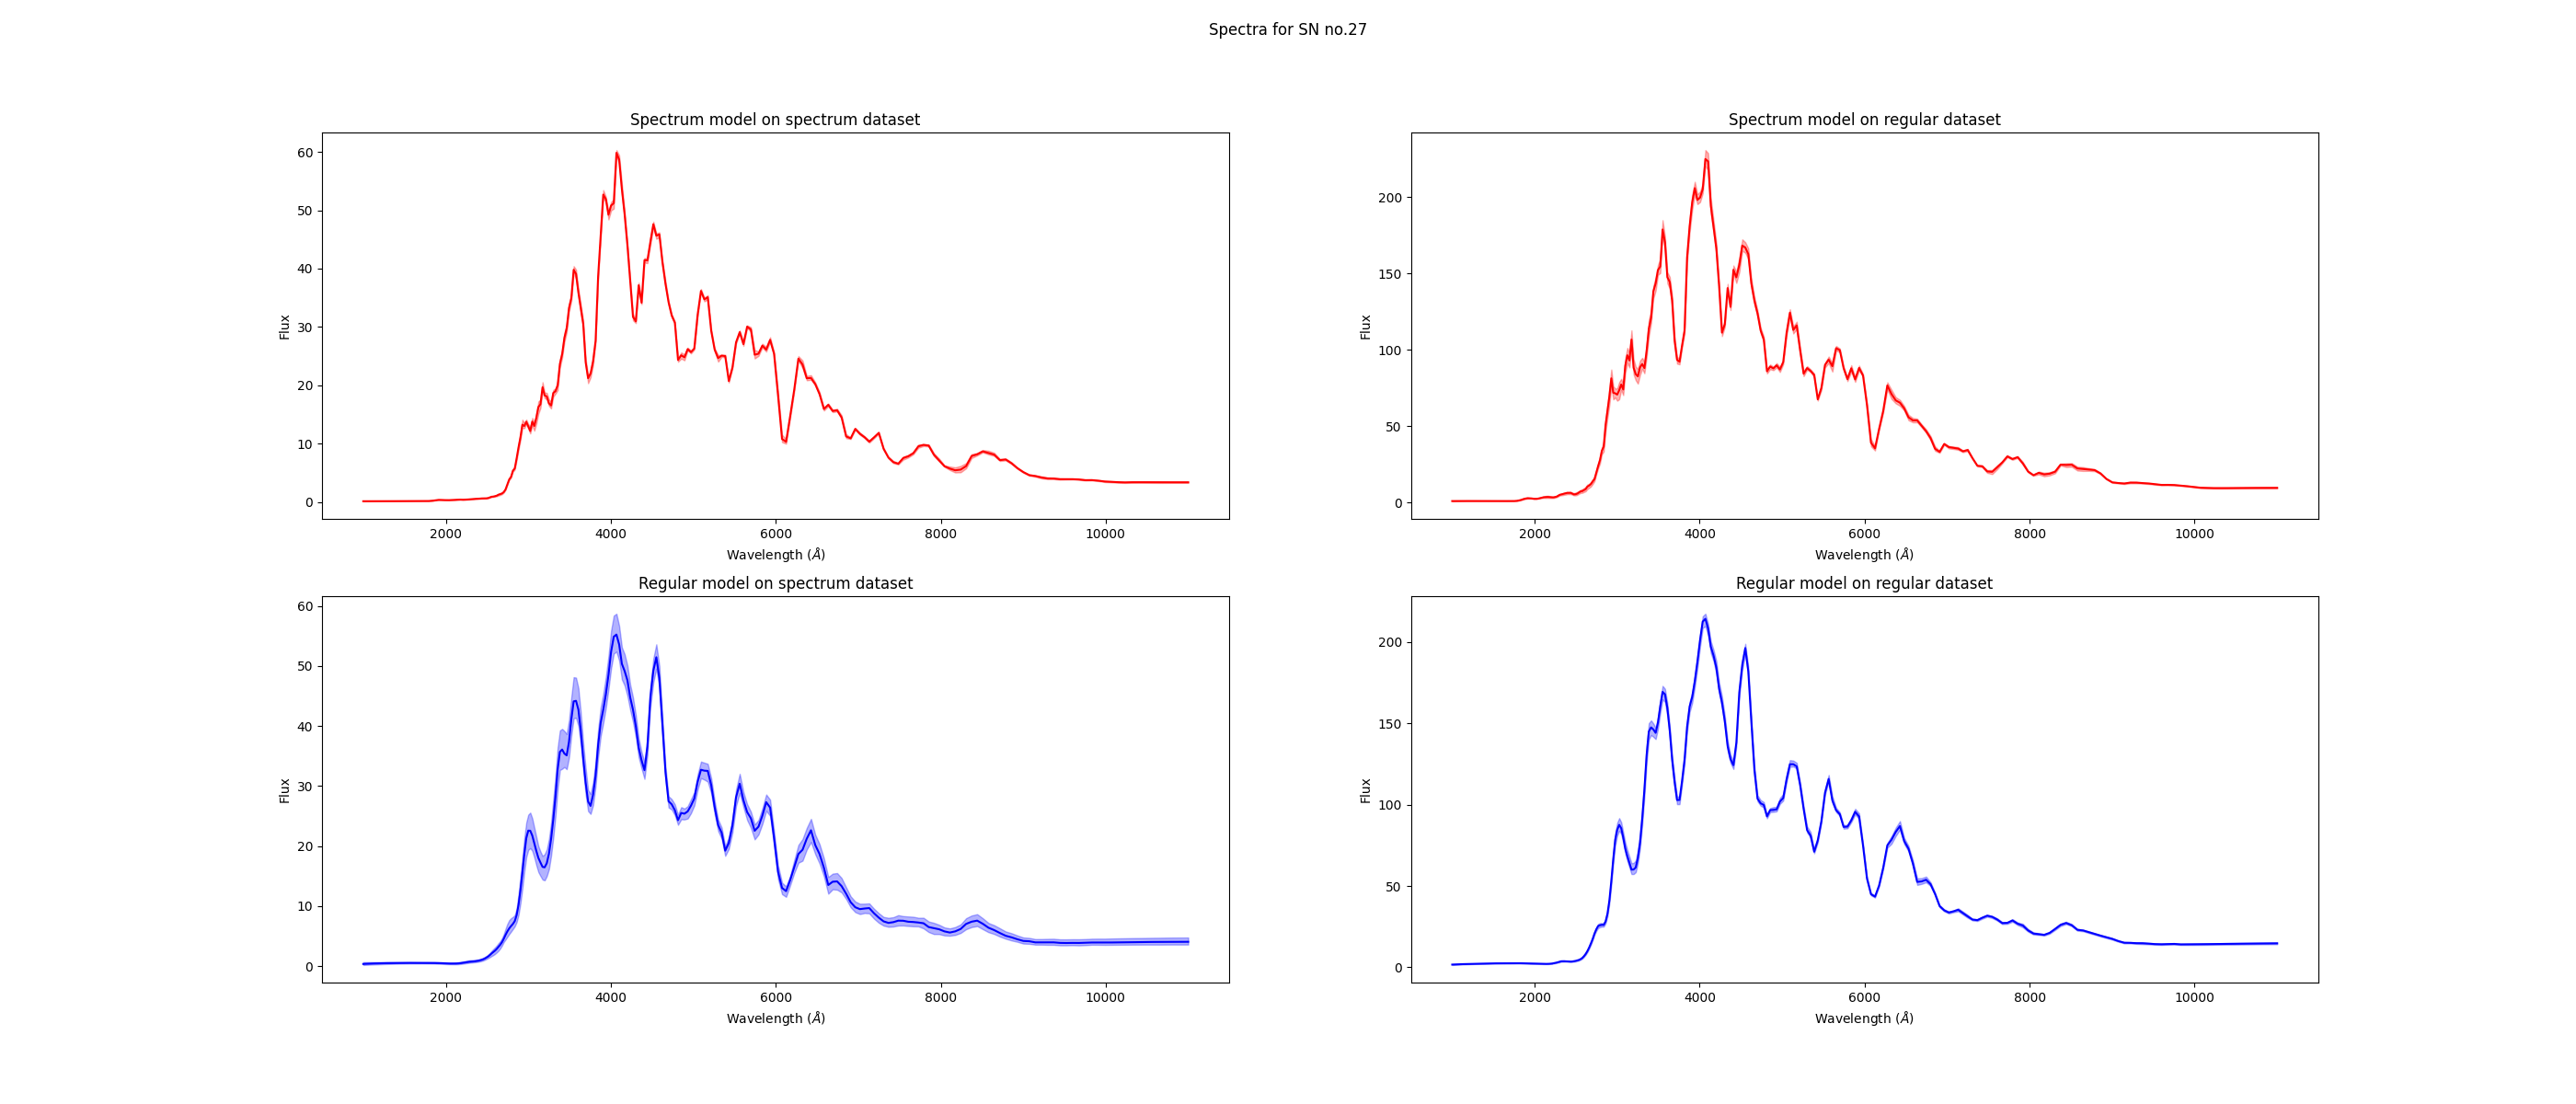 Spectra for SN no.27
Spectrum model on spectrum dataset
60
50
40
30
20
10
0
Flux
2000 4000 6000 8000 10000
Wavelength (Å)
Spectrum model on regular dataset
200
150
100
50
0
Flux
2000 4000 6000 8000 10000
Wavelength (Å)
Regular model on spectrum dataset
60
50
40
30
20
10
0
Flux
2000 4000 6000 8000 10000
Wavelength (Å)
Regular model on regular dataset
200
150
100
50
0
Flux
2000 4000 6000 8000 10000
Wavelength (Å)